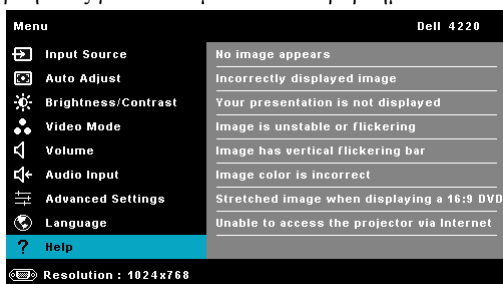 Menu Dell 4220
Input Source No image appears
Auto Adjust Incorrectly displayed image
Brightness/Contrast Your presentation is not displayed
Video Mode Image is unstable or flickering
Volume Image has vertical flickering bar
Audio Input Image color is incorrect
Advanced Settings Stretched image when displaying a 16:9 DVD
Language Unable to access the projector via Internet
? Help
Resolution : 1024x768